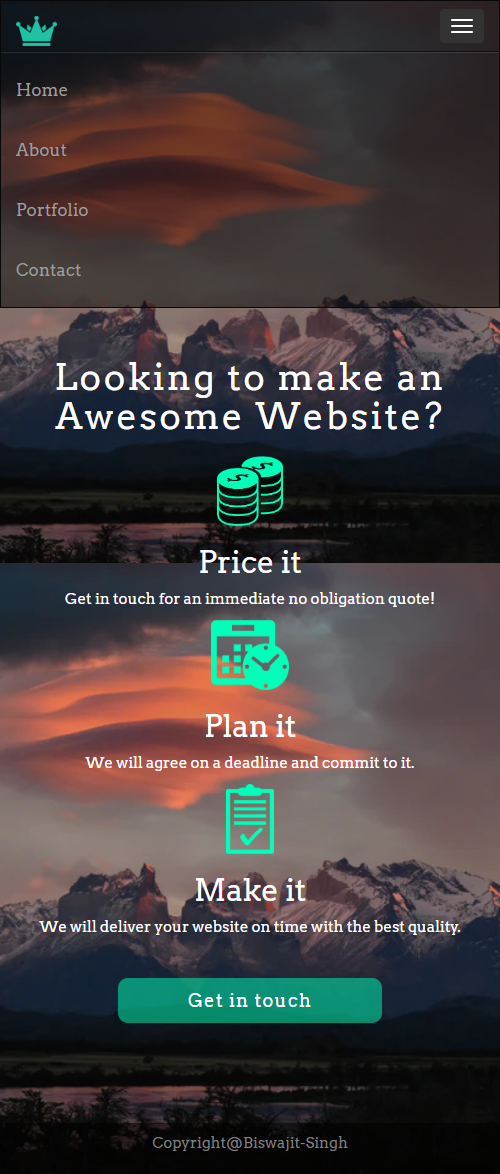 Home
About
Portfolio
Contact
Looking to make an
Awesome Website?
Price it
Get in touch for an immediate no obligation quote!
Plan it
We will agree on a deadline and commit to it.
Make it
We will deliver your website on time with the best quality.
Get in touch
Copyright@Biswajit-Singh